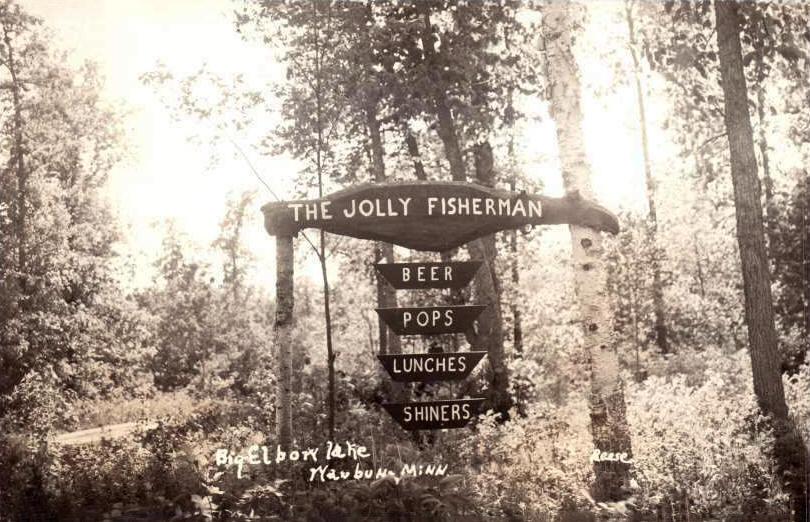 THE JOLLY FISHERMAN
BEER
POPS
LUNCHES
SHINERS
Big Elbow lake
Waubun - Minn
Reese